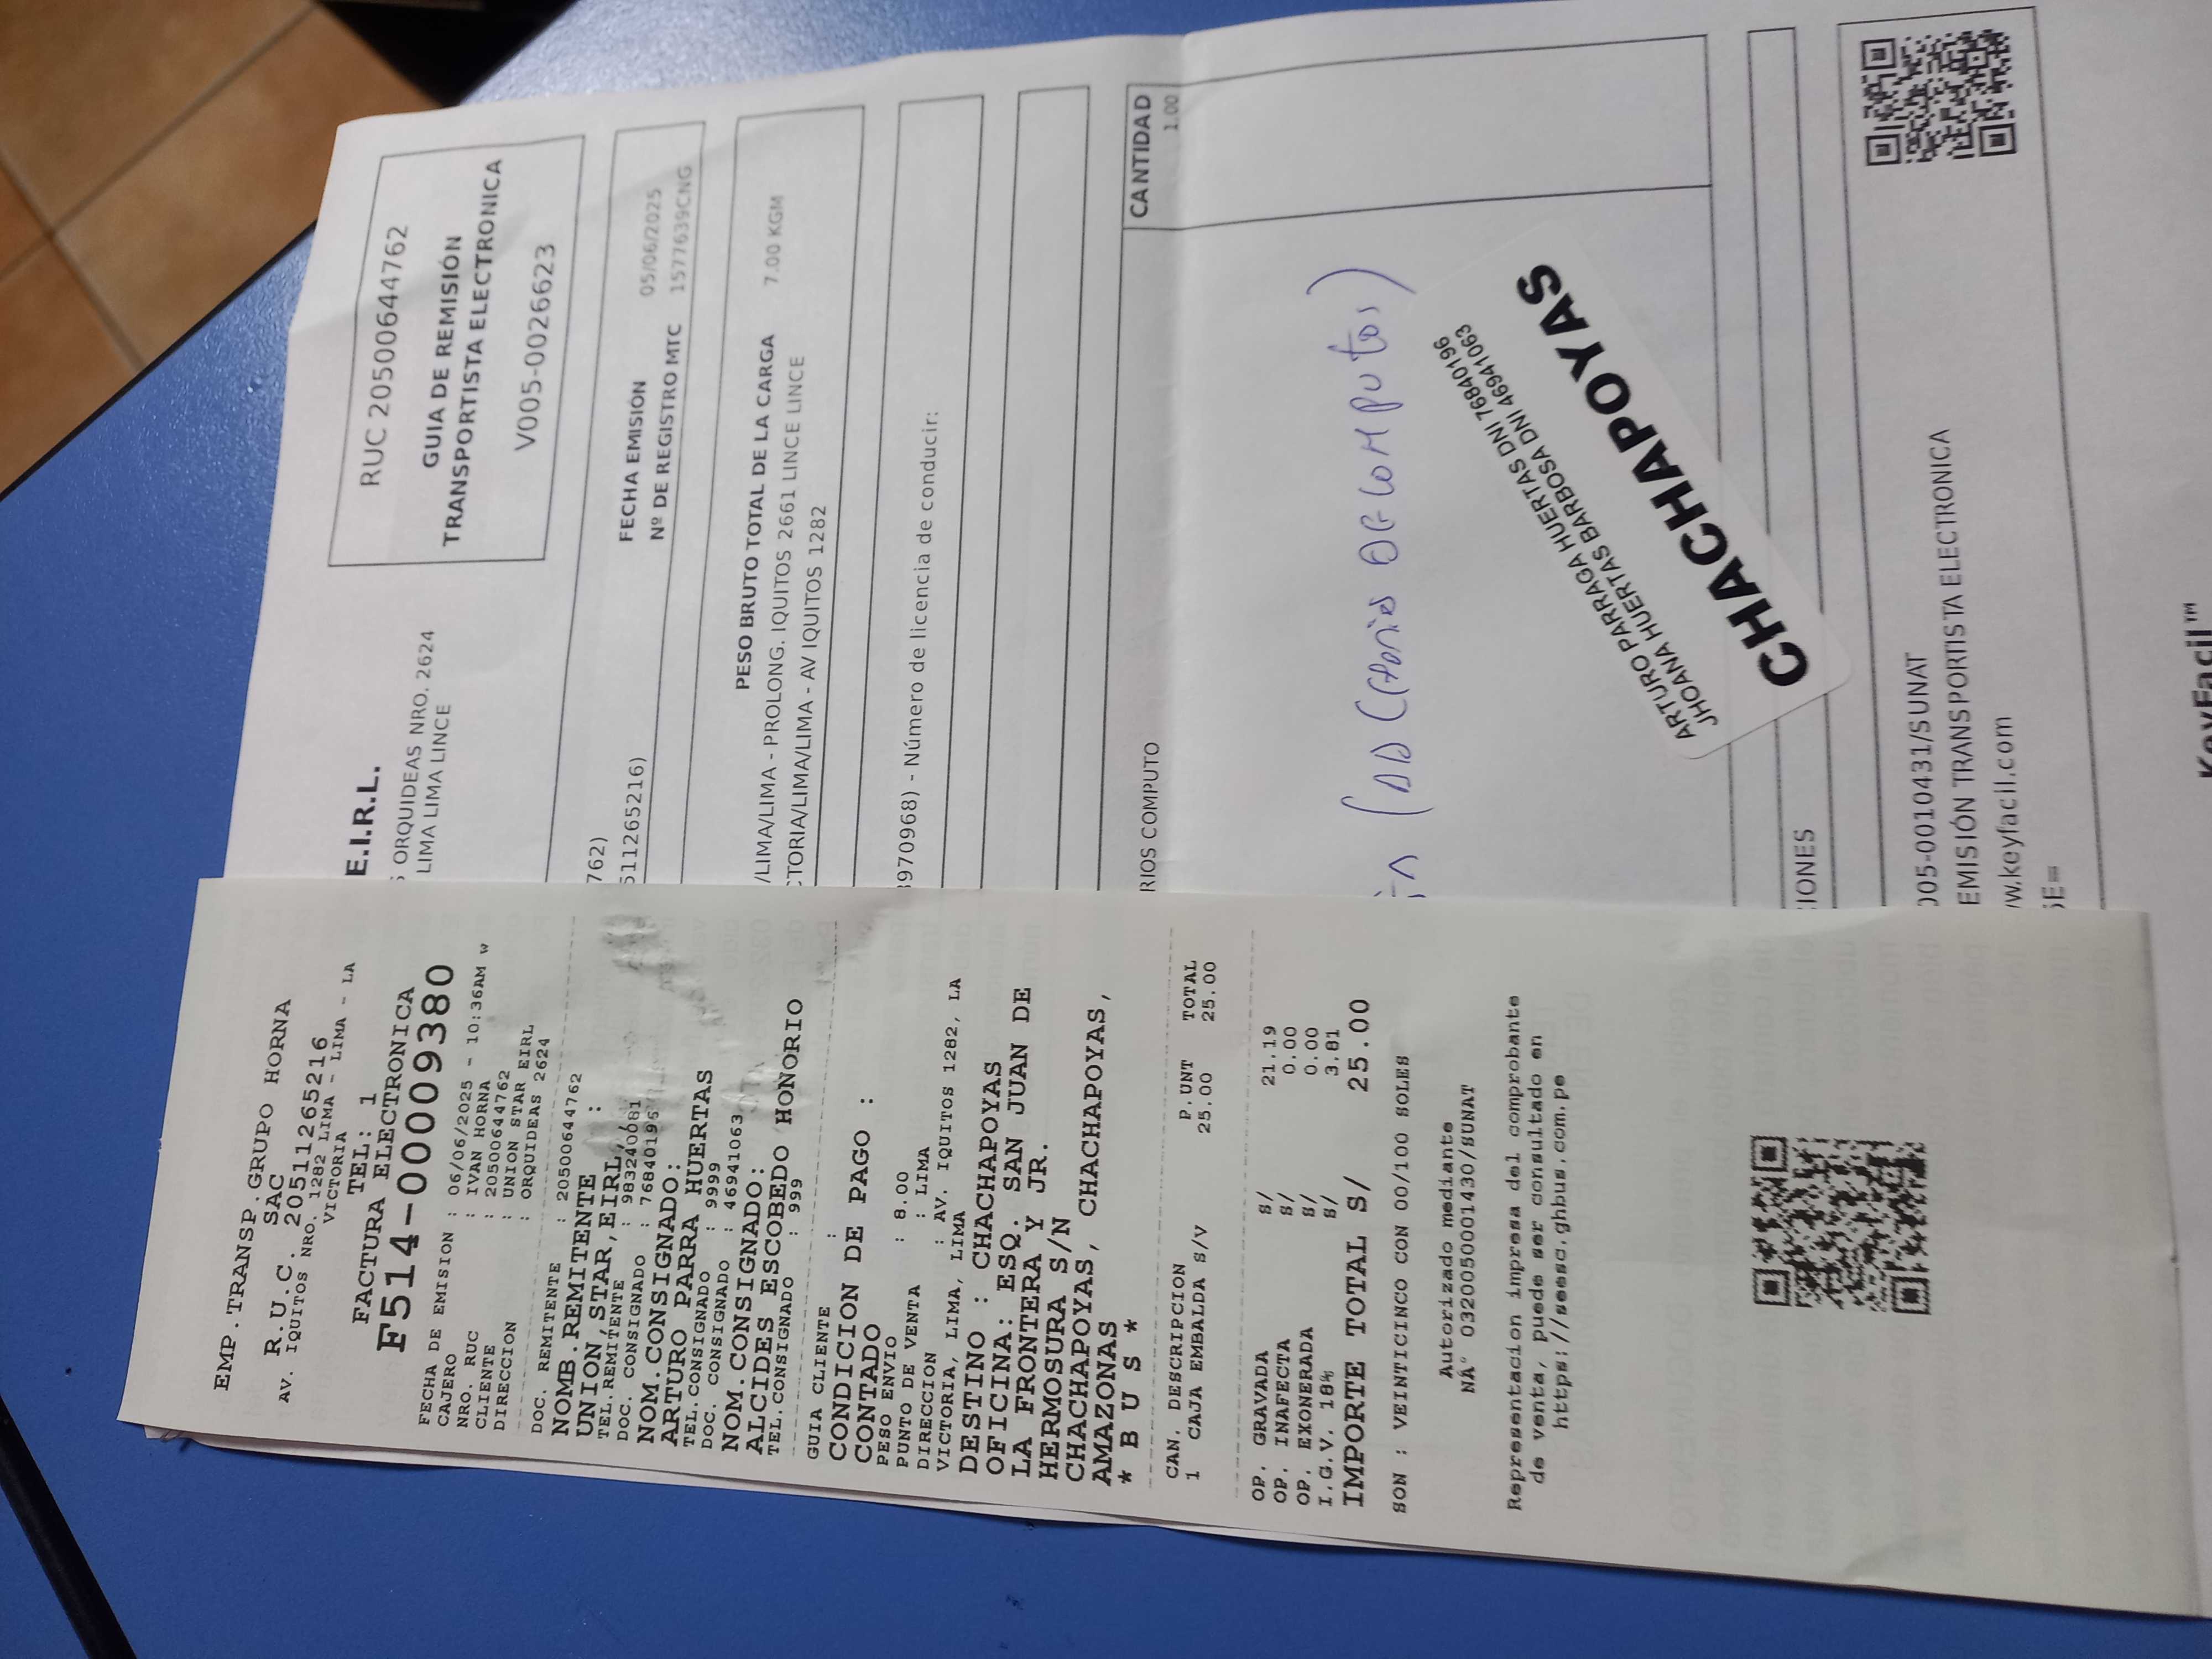 EMP.TRANSP.GRUPO HORNA
SAC
R.U.C. 20511265216
AV. IQUITOS NRO. 1282 LIMA - LIMA - LA
VICTORIA
TEL: 1
FACTURA ELECTRONICA
F514-00009380
FECHA DE EMISION : 06/06/2025 - 10:36AM w
CAJERO : IVAN HORNA
NRO. RUC : 20500644762
CLIENTE : UNION STAR EIRL
DIRECCION : ORQUIDEAS 2624
DOC. REMITENTE : 20500644762
NOMB.REMITENTE :
UNION,STAR,EIRL,
TEL.REMITENTE : 983240081
DOC. CONSIGNADO : 76840196
NOM.CONSIGNADO:
ARTURO PARRA HUERTAS
TEL.CONSIGNADO : 9999
DOC. CONSIGNADO : 46941063
NOM.CONSIGNADO:
ALCIDES ESCOBEDO HONORIO
TEL.CONSIGNADO : 999
GUIA CLIENTE :
CONDICION DE PAGO :
CONTADO
PESO ENVIO : 8.00
PUNTO DE VENTA : LIMA
DIRECCION : AV. IQUITOS 1282, LA
VICTORIA, LIMA, LIMA
DESTINO : CHACHAPOYAS
OFICINA: ESQ. SAN JUAN DE
LA FRONTERA Y JR.
HERMOSURA S/N
CHACHAPOYAS, CHACHAPOYAS,
AMAZONAS
* B U S *
CAN. DESCRIPCION P.UNT TOTAL
1 CAJA EMBALDA S/V 25.00 25.00
OP. GRAVADA S/ 21.19
OP. INAFECTA S/ 0.00
OP. EXONERADA S/ 0.00
I.G.V. 18% S/ 3.81
IMPORTE TOTAL S/ 25.00
SON : VEINTICINCO CON 00/100 SOLES
Autorizado mediante
NAº 0320050001430/SUNAT
Representacion impresa del comprobante
de venta, puede ser consultado en
https://seesc.ghbus.com.pe
E.I.R.L.
ORQUIDEAS NRO. 2624
LIMA LIMA LINCE
RUC 20500644762
GUIA DE REMISIÓN
TRANSPORTISTA ELECTRONICA
V005-0026623
762)
511265216)
FECHA EMISIÓN 05/06/2025
Nº DE REGISTRO MTC 1577639CNG
PESO BRUTO TOTAL DE LA CARGA 7.00 KGM
/LIMA/LIMA - PROLONG. IQUITOS 2661 LINCE LINCE
CTORIA/LIMA/LIMA - AV IQUITOS 1282
8970968) - Número de licencia de conducir:
CANTIDAD
RIOS COMPUTO 1.00
ARTURO PARRAGA HUERTAS DNI 76840196
JHOANA HUERTAS BARBOSA DNI 46941063
CHACHAPOYAS
IONES
005-0010431/SUNAT
EMISIÓN TRANSPORTISTA ELECTRONICA
w.keyfacil.com
SE=
KeyFacil™